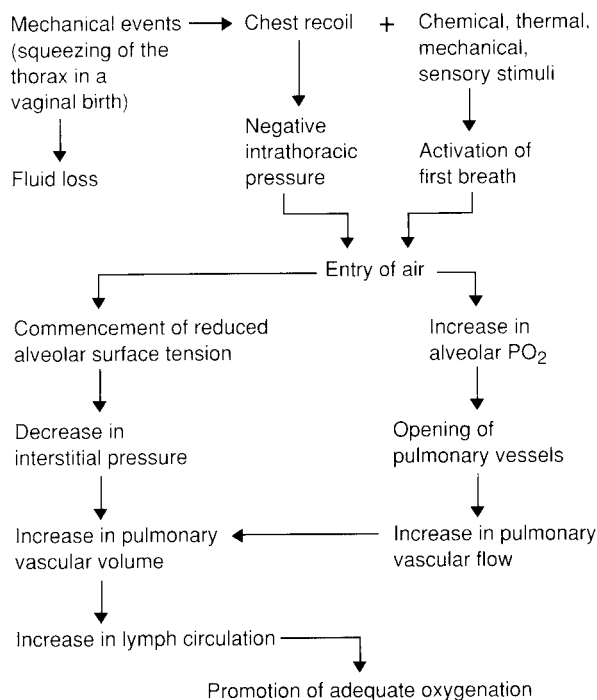 Mechanical events
(squeezing of the
thorax in a
vaginal birth)
Chest recoil
+
Chemical, thermal,
mechanical,
sensory stimuli
Fluid loss
Negative
intrathoracic
pressure
Activation of
first breath
Entry of air
Commencement of reduced
alveolar surface tension
Increase in
alveolar PO2
Decrease in
interstitial pressure
Opening of
pulmonary vessels
Increase in pulmonary
vascular volume
Increase in pulmonary
vascular flow
Increase in lymph circulation
Promotion of adequate oxygenation